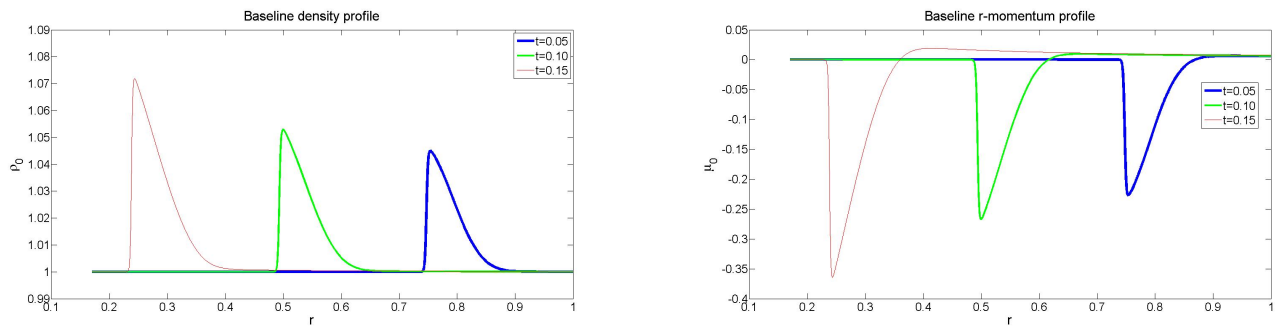 Baseline density profile
1.09
1.08
1.07
1.06
1.05
1.04
1.03
1.02
1.01
1
0.99
ρ0
t=0.05
t=0.10
t=0.15
0.1 0.2 0.3 0.4 0.5 0.6 0.7 0.8 0.9 1
r
Baseline r-momentum profile
0.05
0
-0.05
-0.1
-0.15
-0.2
-0.25
-0.3
-0.35
-0.4
μ0
t=0.05
t=0.10
t=0.15
0.1 0.2 0.3 0.4 0.5 0.6 0.7 0.8 0.9 1
r